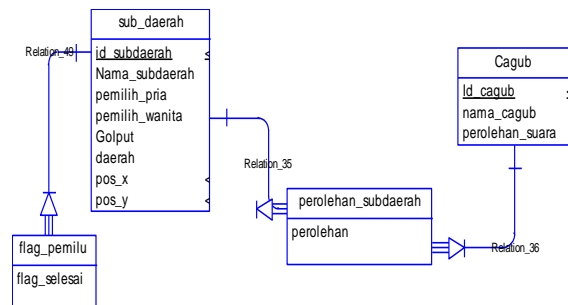 sub_daerah
Relation_49
id_subdaerah
Nama_subdaerah
pemilih_pria
pemilih_wanita
Golput
daerah
pos_x
pos_y
Cagub
Id_cagub
nama_cagub
perolehan_suara
Relation_35
perolehan_subdaerah
perolehan
Relation_36
flag_pemilu
flag_selesai